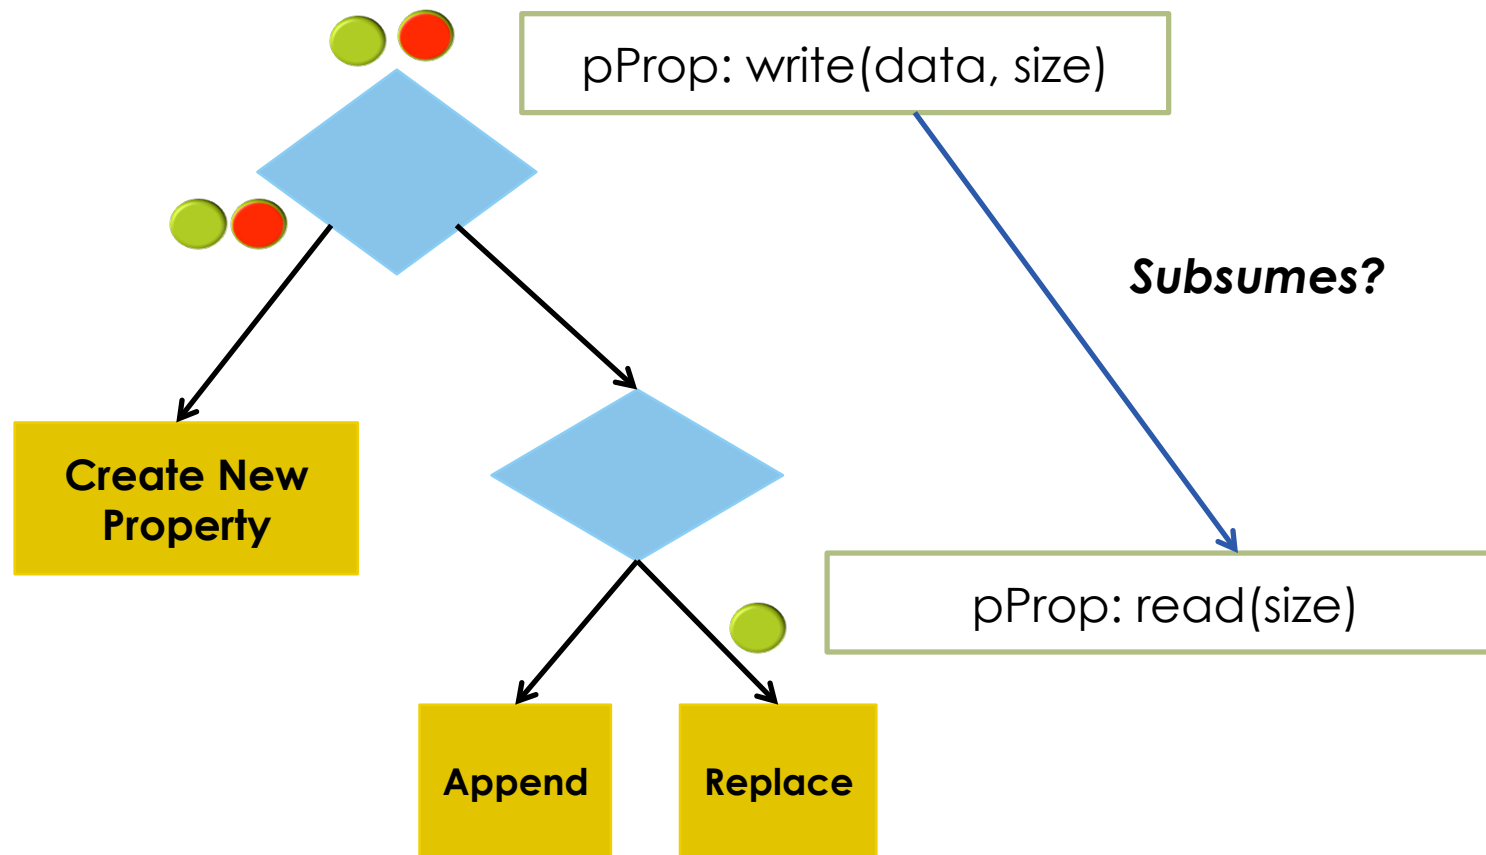 pProp: write(data, size)
Subsumes?
Create New
Property
pProp: read(size)
Append
Replace